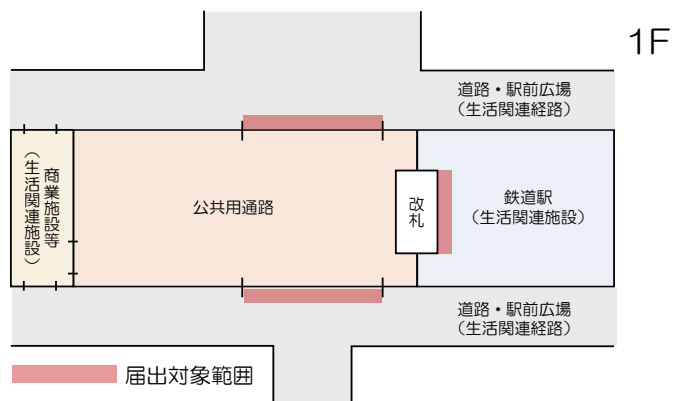 1F
道路・駅前広場
（生活関連経路）
商業施設等
（生活関連施設）
公共用通路
改札
鉄道駅
（生活関連施設）
道路・駅前広場
（生活関連経路）
届出対象範囲